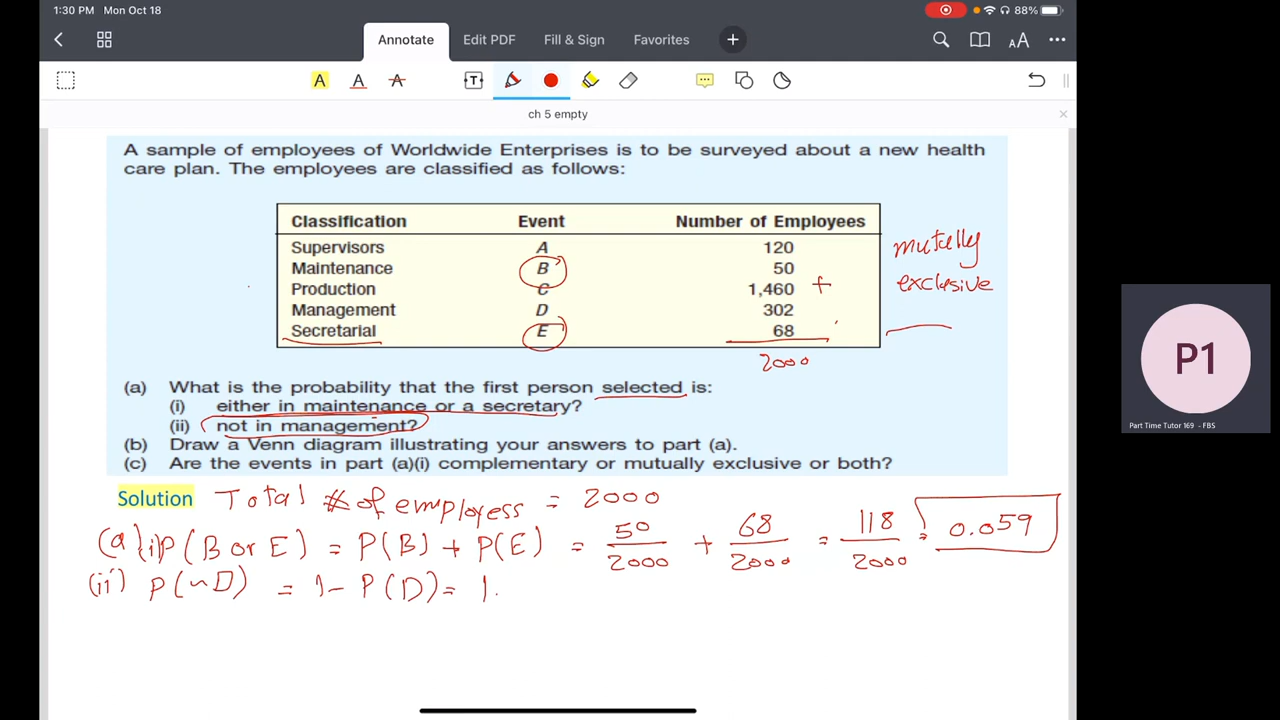 1:30 PM Mon Oct 18 88%
Annotate Edit PDF Fill & Sign Favorites +
A A A T
ch 5 empty
A sample of employees of Worldwide Enterprises is to be surveyed about a new health
care plan. The employees are classified as follows:
Classification Event Number of Employees
Supervisors A 120
Maintenance B 50
Production C 1,460 +
Management D 302
Secretarial E 68
2000
mutually
exclusive
(a) What is the probability that the first person selected is:
(i) either in maintenance or a secretary?
(ii) not in management?
(b) Draw a Venn diagram illustrating your answers to part (a).
(c) Are the events in part (a)(i) complementary or mutually exclusive or both?
Solution Total # of employess = 2000
(a)(i) P(B or E) = P(B) + P(E) = 50/2000 + 68/2000 = 118/2000 = 0.059
(ii) P(~D) = 1 - P(D) = 1.
P1
Part Time Tutor 169 - FBS